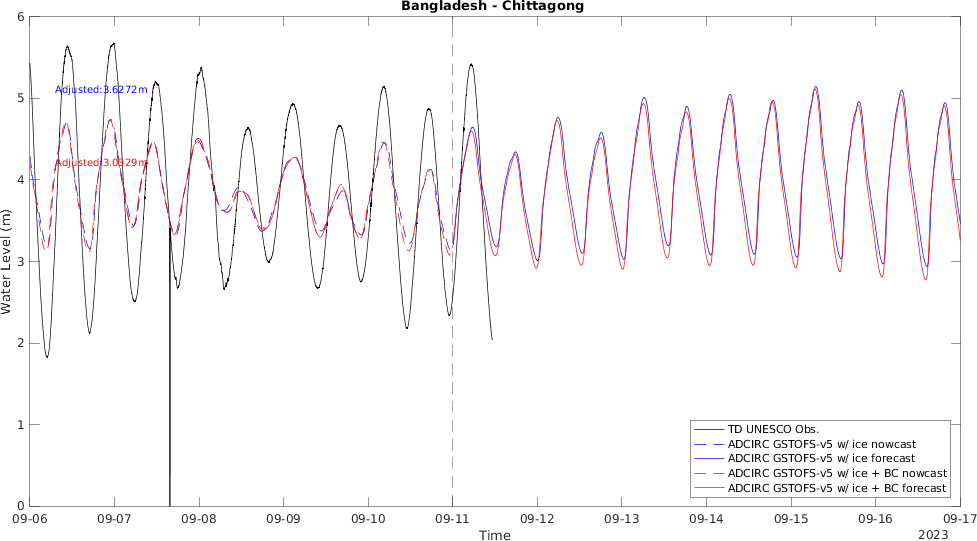 Bangladesh - Chittagong
6
5
4
3
2
1
0
Water Level (m)
Adjusted:3.6272m
Adjusted:3.0329m
TD UNESCO Obs.
ADCIRC GSTOFS-v5 w/ ice nowcast
ADCIRC GSTOFS-v5 w/ ice forecast
ADCIRC GSTOFS-v5 w/ ice + BC nowcast
ADCIRC GSTOFS-v5 w/ ice + BC forecast
09-06 09-07 09-08 09-09 09-10 09-11 09-12 09-13 09-14 09-15 09-16 09-17
Time
2023